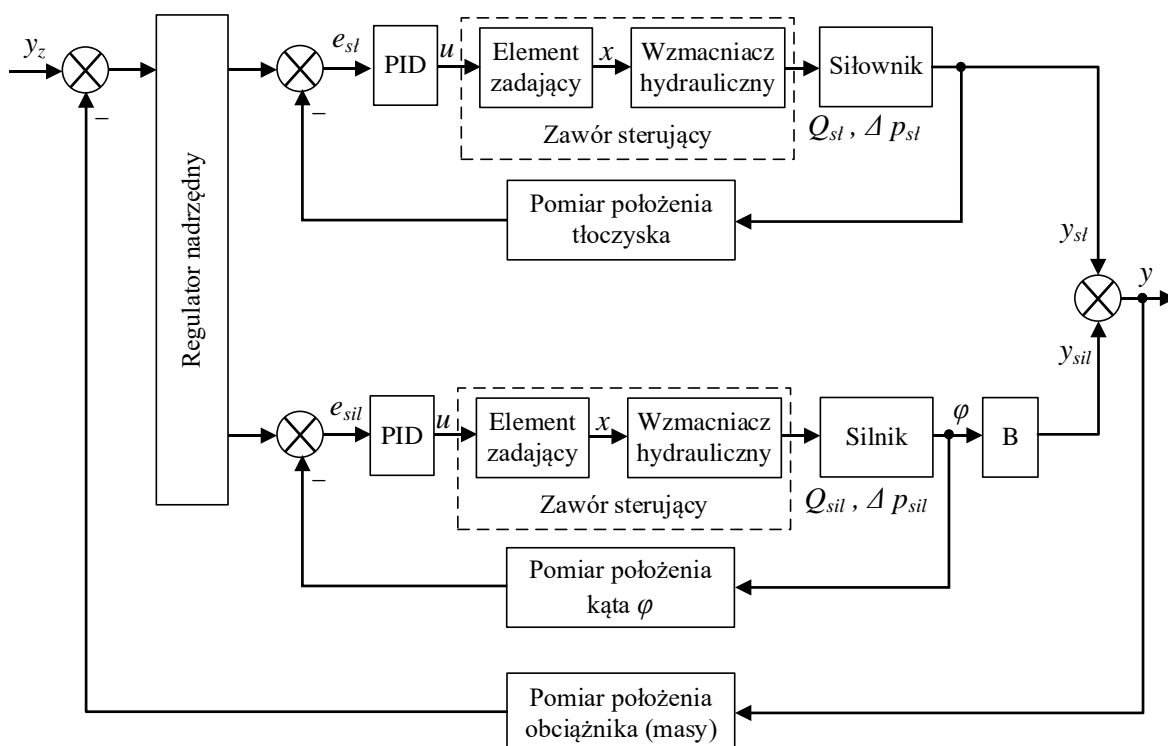 y_z
–
Regulator nadrzędny
e_sł
–
PID
u
Element
zadający
x
Wzmacniacz
hydrauliczny
Zawór sterujący
Siłownik
Q_sł , Δ p_sł
Pomiar położenia
tłoczyska
y_sł
y
y_sil
e_sil
–
PID
u
Element
zadający
x
Wzmacniacz
hydrauliczny
Zawór sterujący
Silnik
Q_sil , Δ p_sil
φ
B
Pomiar położenia
kąta φ
Pomiar położenia
obciążnika (masy)